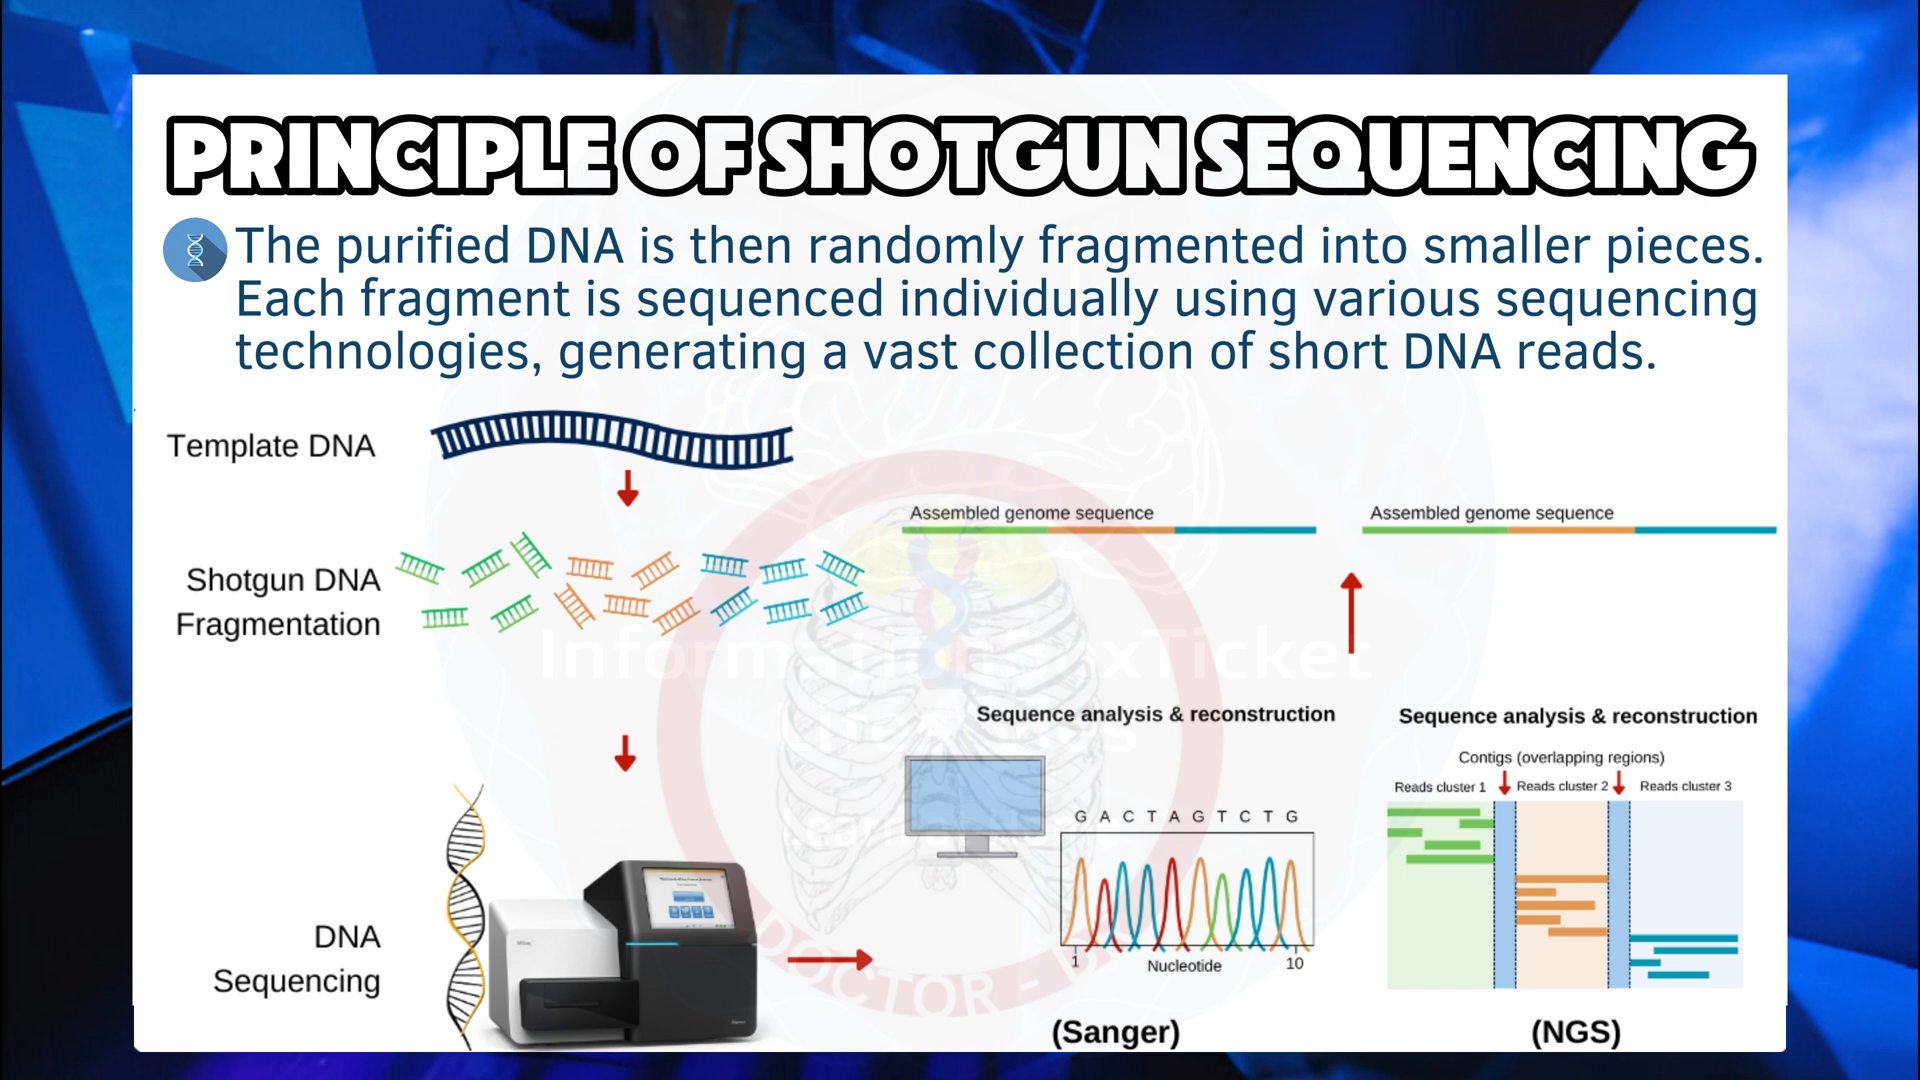 PRINCIPLE OF SHOTGUN SEQUENCING
The purified DNA is then randomly fragmented into smaller pieces.
Each fragment is sequenced individually using various sequencing
technologies, generating a vast collection of short DNA reads.
Template DNA
Shotgun DNA
Fragmentation
DNA
Sequencing
Assembled genome sequence
Sequence analysis & reconstruction
G A C T A G T C T G
1
Nucleotide
10
(Sanger)
Assembled genome sequence
Sequence analysis & reconstruction
Contigs (overlapping regions)
Reads cluster 1
Reads cluster 2
Reads cluster 3
(NGS)
DOCTOR -